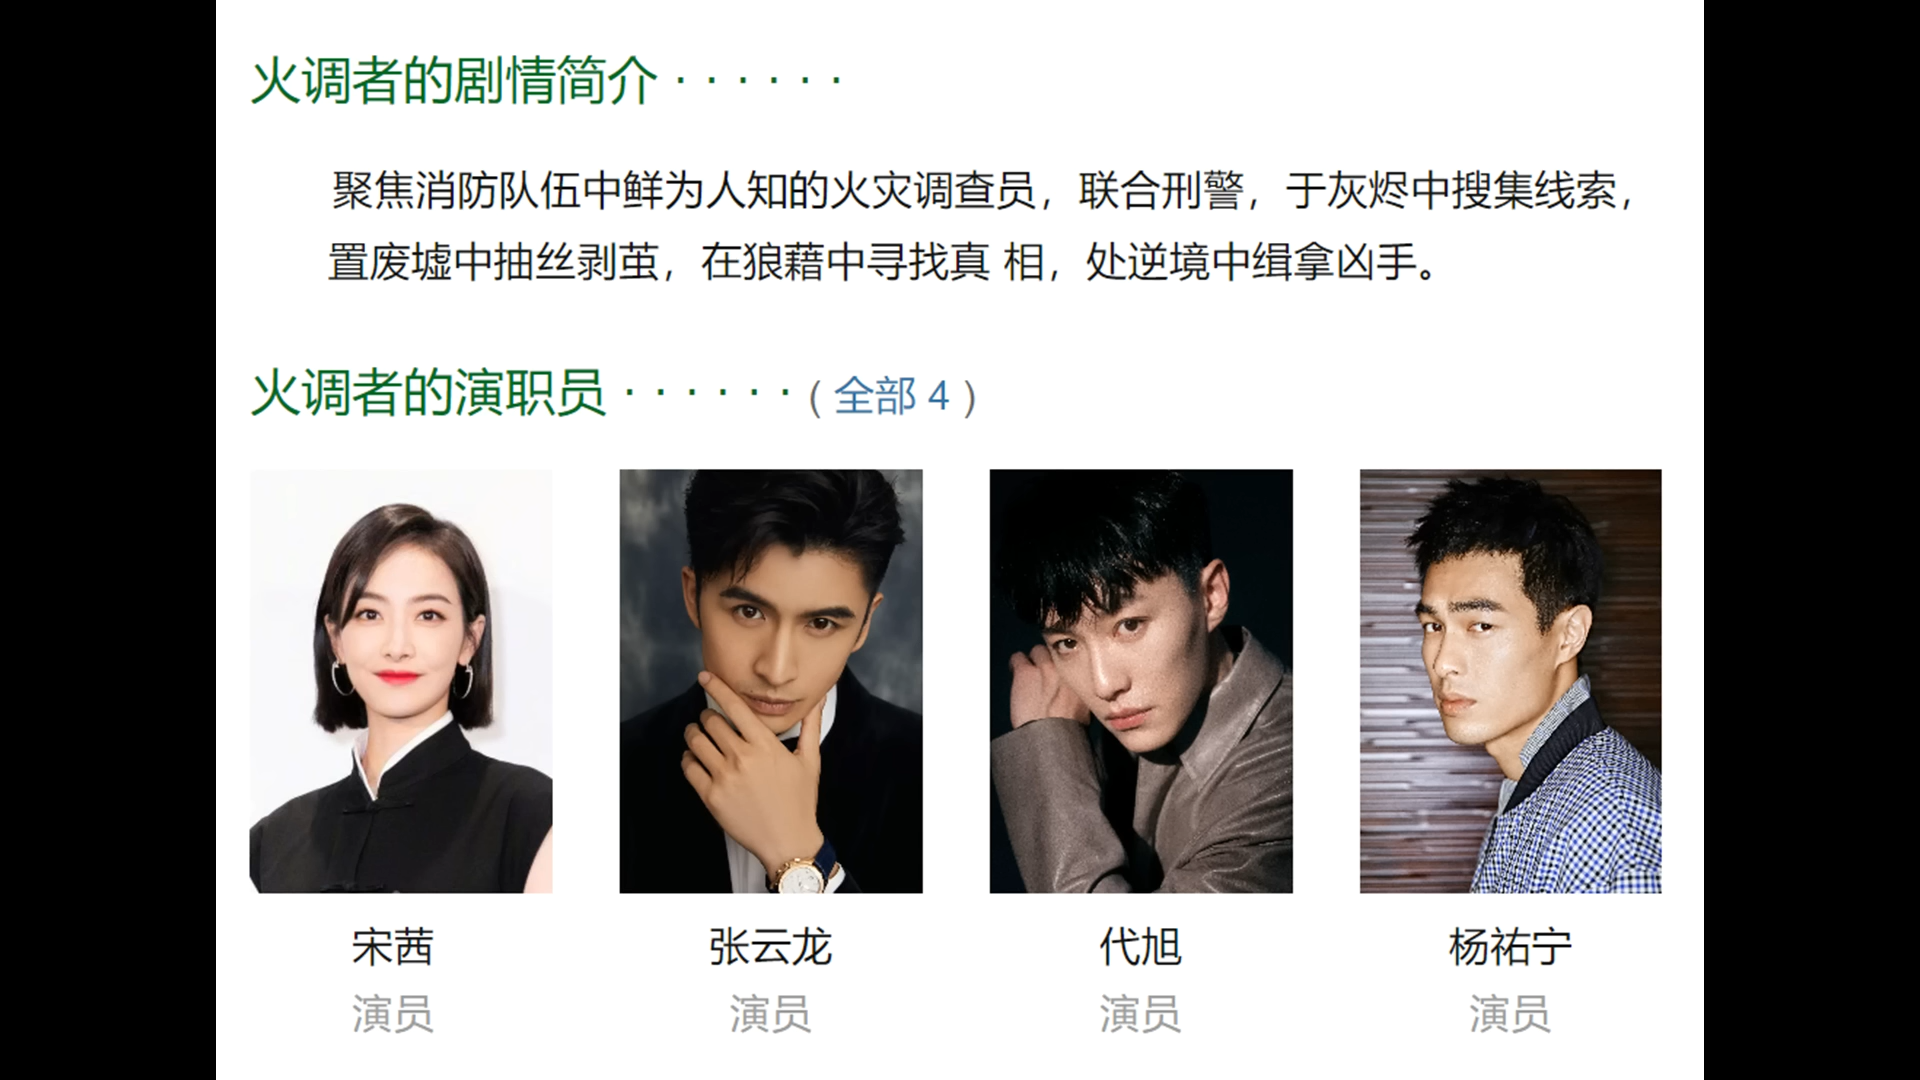 火调者的剧情简介 · · · · · ·
聚焦消防队伍中鲜为人知的火灾调查员，联合刑警，于灰烬中搜集线索，
置废墟中抽丝剥茧，在狼藉中寻找真 相，处逆境中缉拿凶手。
火调者的演职员 · · · · · · ( 全部 4 )
宋茜 张云龙 代旭 杨祐宁
演员 演员 演员 演员